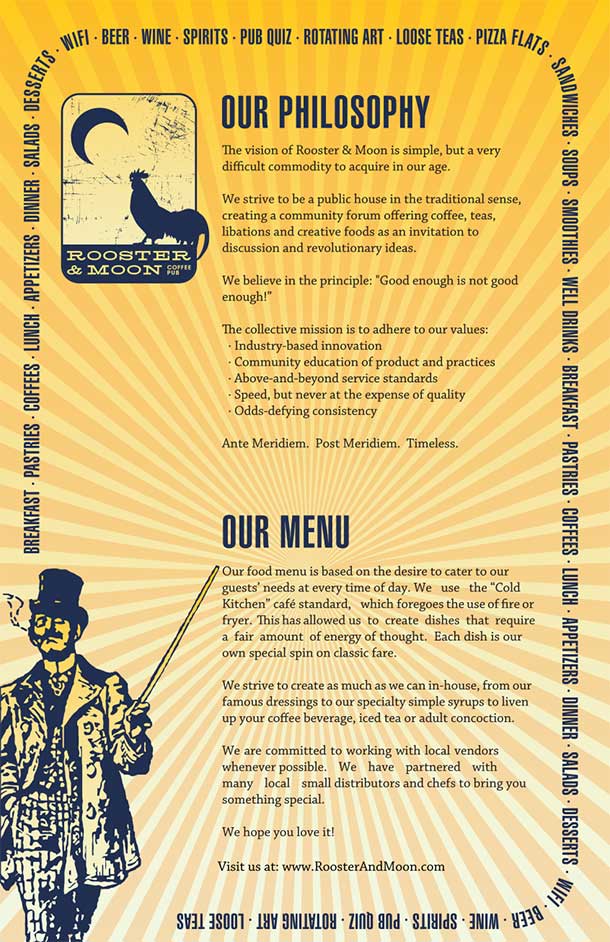 BREAKFAST · PASTRIES · COFFEES · LUNCH · APPETIZERS · DINNER · SALADS · DESSERTS · WIFI · BEER · WINE · SPIRITS · PUB QUIZ · ROTATING ART · LOOSE TEAS · PIZZA FLATS · SANDWICHES · SOUPS · SMOOTHIES · WELL DRINKS · BREAKFAST · PASTRIES · COFFEES · LUNCH · APPETIZERS · DINNER · SALADS · DESSERTS · WIFI · BEER · WINE · SPIRITS · PUB QUIZ · ROTATING ART · LOOSE TEAS
ROOSTER
& MOON COFFEE PUB
OUR PHILOSOPHY
The vision of Rooster & Moon is simple, but a very
difficult commodity to acquire in our age.
We strive to be a public house in the traditional sense,
creating a community forum offering coffee, teas,
libations and creative foods as an invitation to
discussion and revolutionary ideas.
We believe in the principle: "Good enough is not good
enough!"
The collective mission is to adhere to our values:
· Industry-based innovation
· Community education of product and practices
· Above-and-beyond service standards
· Speed, but never at the expense of quality
· Odds-defying consistency
Ante Meridiem. Post Meridiem. Timeless.
OUR MENU
Our food menu is based on the desire to cater to our
guests' needs at every time of day. We use the "Cold
Kitchen" café standard, which foregoes the use of fire or
fryer. This has allowed us to create dishes that require
a fair amount of energy of thought. Each dish is our
own special spin on classic fare.
We strive to create as much as we can in-house, from our
famous dressings to our specialty simple syrups to liven
up your coffee beverage, iced tea or adult concoction.
We are committed to working with local vendors
whenever possible. We have partnered with
many local small distributors and chefs to bring you
something special.
We hope you love it!
Visit us at: www.RoosterAndMoon.com